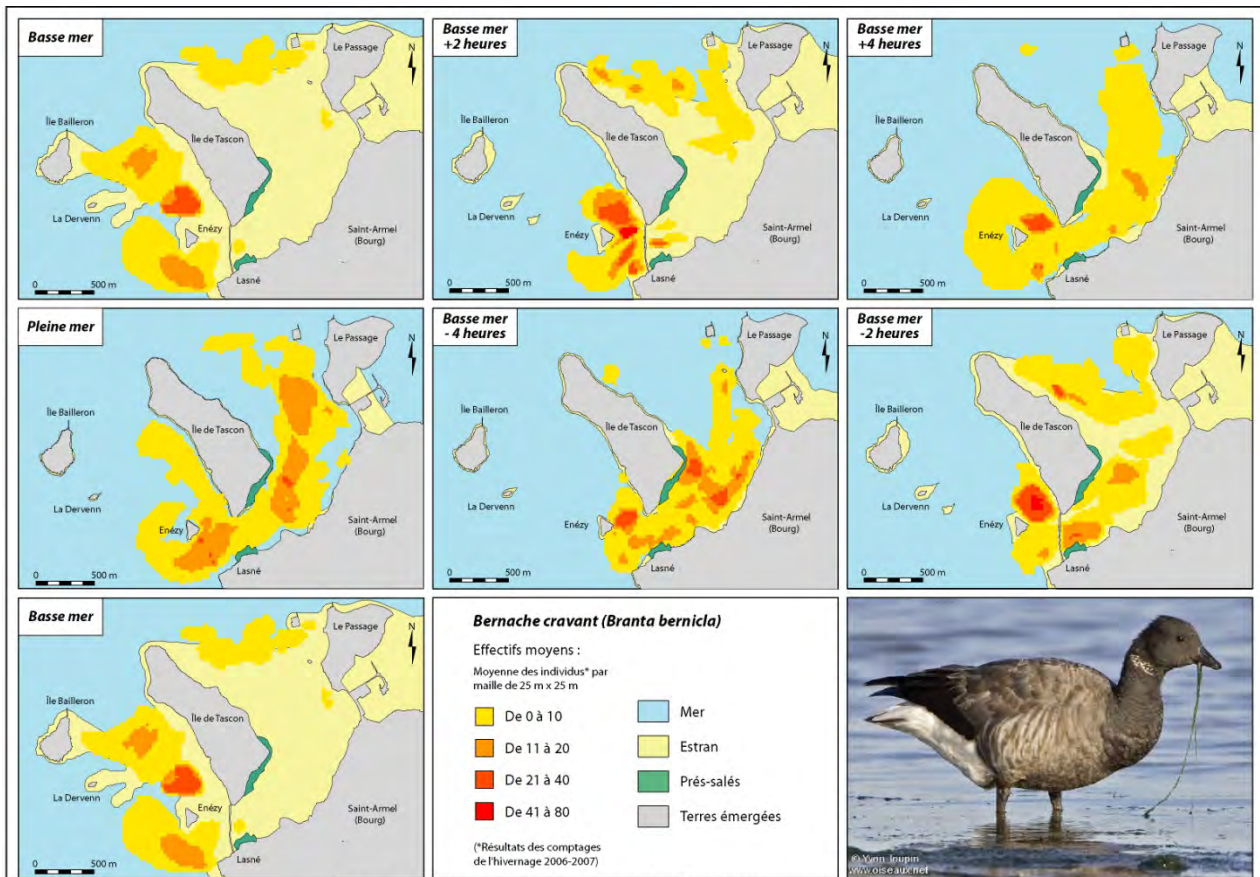 Basse mer
Le Passage
N
Île Bailleron
Île de Tascon
La Dervenn
Enézy
Saint-Armel
(Bourg)
Lasné
0 500 m
Basse mer
+2 heures
Le Passage
N
Île Bailleron
Île de Tascon
La Dervenn
Enézy
Saint-Armel
(Bourg)
Lasné
0 500 m
Basse mer
+4 heures
Le Passage
N
Île Bailleron
Île de Tascon
La Dervenn
Enézy
Saint-Armel
(Bourg)
Lasné
0 500 m
Pleine mer
Le Passage
N
Île Bailleron
Île de Tascon
La Dervenn
Enézy
Saint-Armel
(Bourg)
Lasné
0 500 m
Basse mer
- 4 heures
Le Passage
N
Île Bailleron
Île de Tascon
La Dervenn
Enézy
Saint-Armel
(Bourg)
Lasné
0 500 m
Basse mer
-2 heures
Le Passage
N
Île Bailleron
Île de Tascon
La Dervenn
Enézy
Saint-Armel
(Bourg)
Lasné
0 500 m
Basse mer
Le Passage
N
Île Bailleron
Île de Tascon
La Dervenn
Enézy
Saint-Armel
(Bourg)
Lasné
0 500 m
Bernache cravant (Branta bernicla)
Effectifs moyens :
Moyenne des individus* par
maille de 25 m x 25 m
De 0 à 10
De 11 à 20
De 21 à 40
De 41 à 80
Mer
Estran
Prés-salés
Terres émergées
(*Résultats des comptages
de l'hivernage 2006-2007)
©
www.oiseaux.net